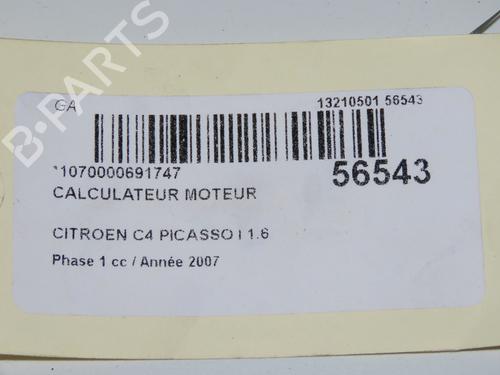 GA
13210501 56543
*1070000691747
56543
CALCULATEUR MOTEUR
CITROEN C4 PICASSO I 1.6
Phase 1 cc / Année 2007
B-PARTS